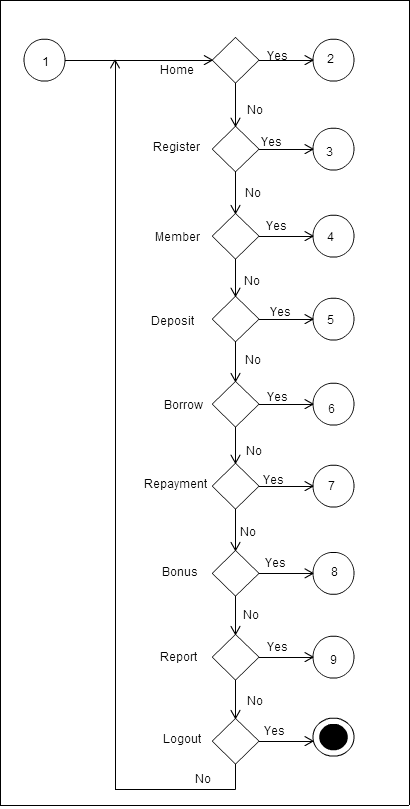 1
Home
Yes
2
No
Register
Yes
3
No
Member
Yes
4
No
Deposit
Yes
5
No
Borrow
Yes
6
No
Repayment
Yes
7
No
Bonus
Yes
8
No
Report
Yes
9
No
Logout
Yes
No